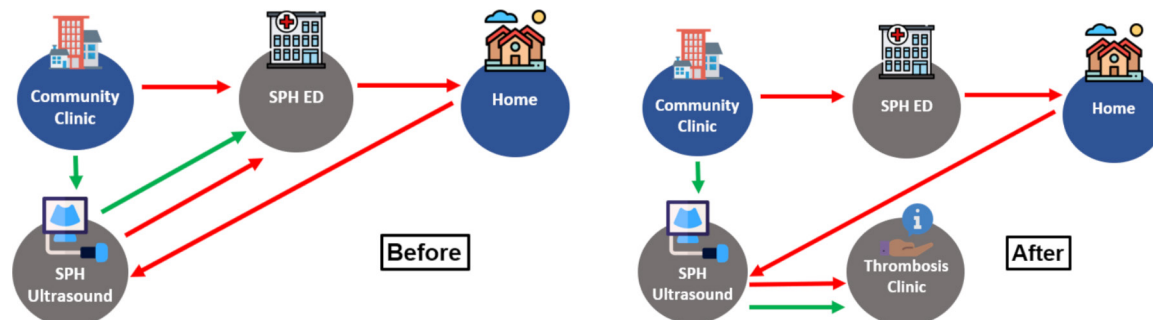 Community
Clinic
SPH ED
Home
SPH
Ultrasound
Before
Community
Clinic
SPH ED
Home
SPH
Ultrasound
Thrombosis
Clinic
After